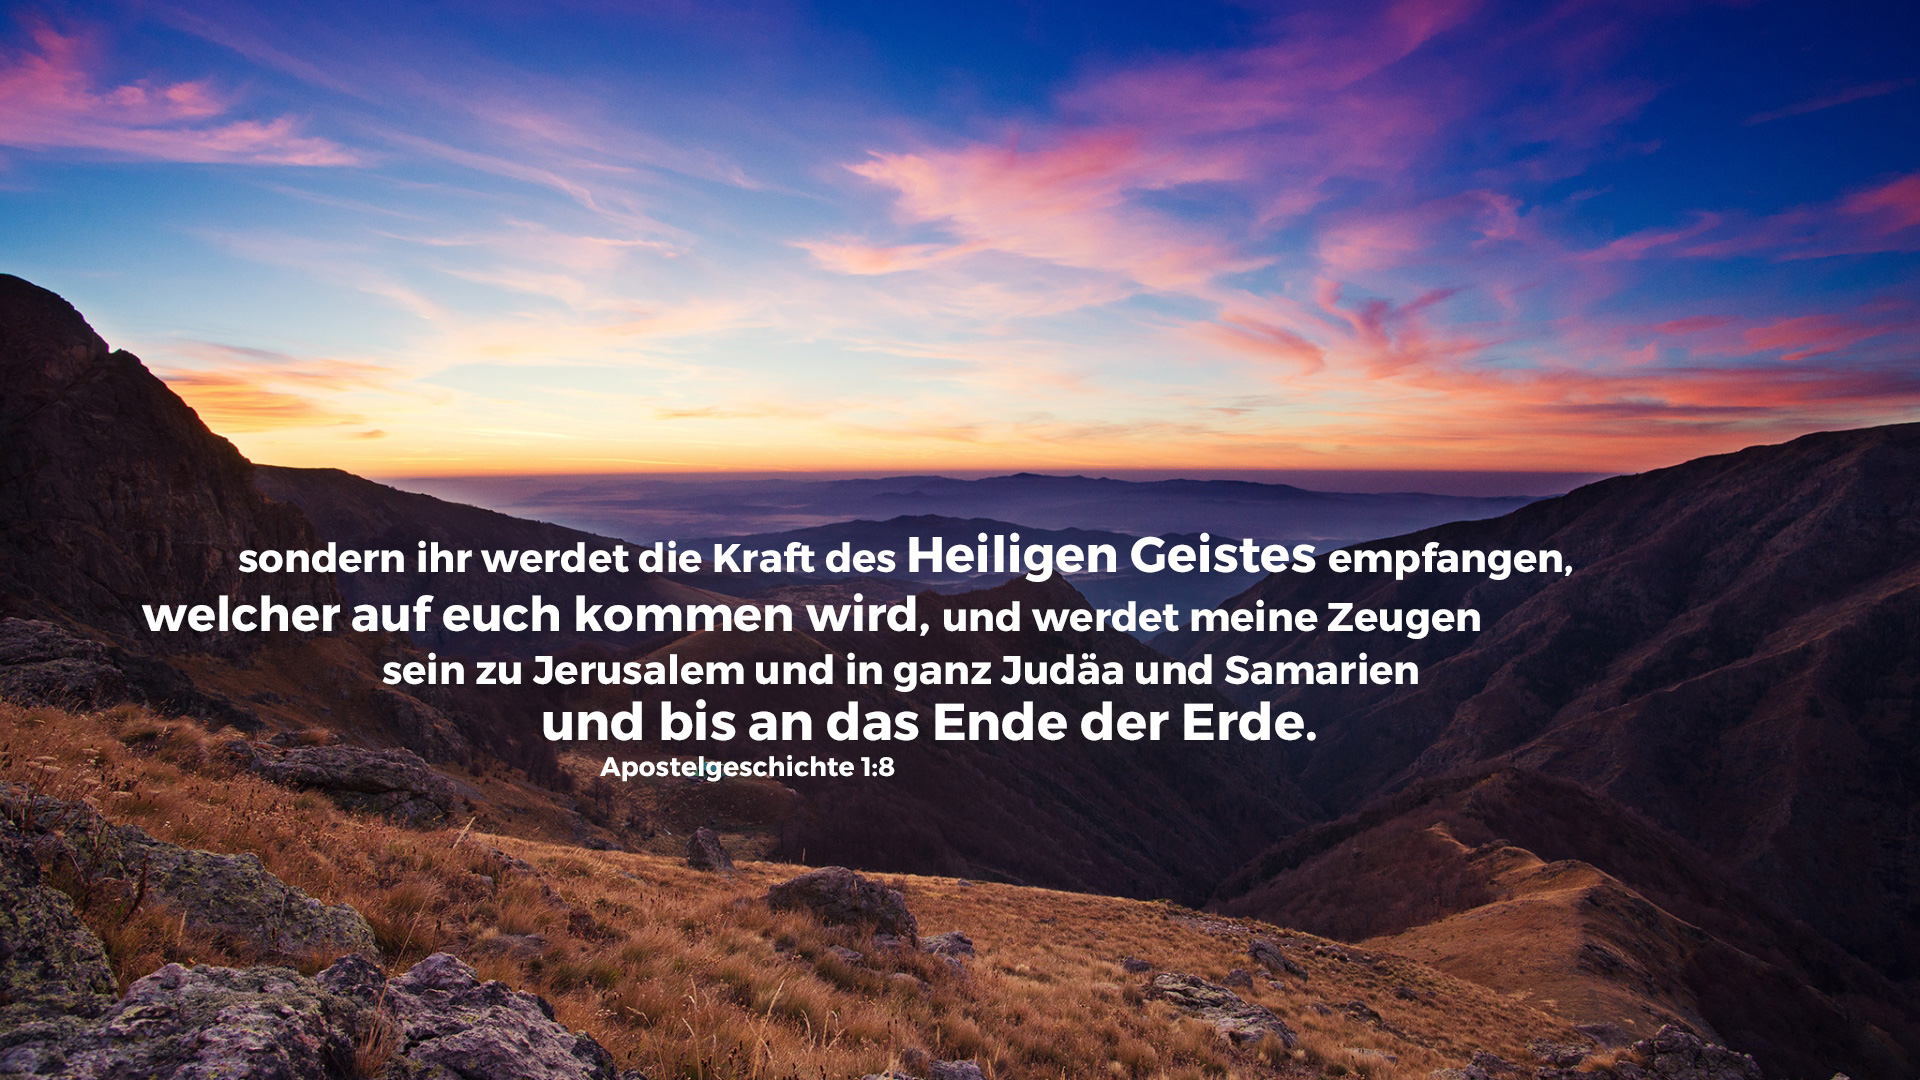 sondern ihr werdet die Kraft des Heiligen Geistes empfangen,
welcher auf euch kommen wird, und werdet meine Zeugen
sein zu Jerusalem und in ganz Judäa und Samarien
und bis an das Ende der Erde.
Apostelgeschichte 1:8